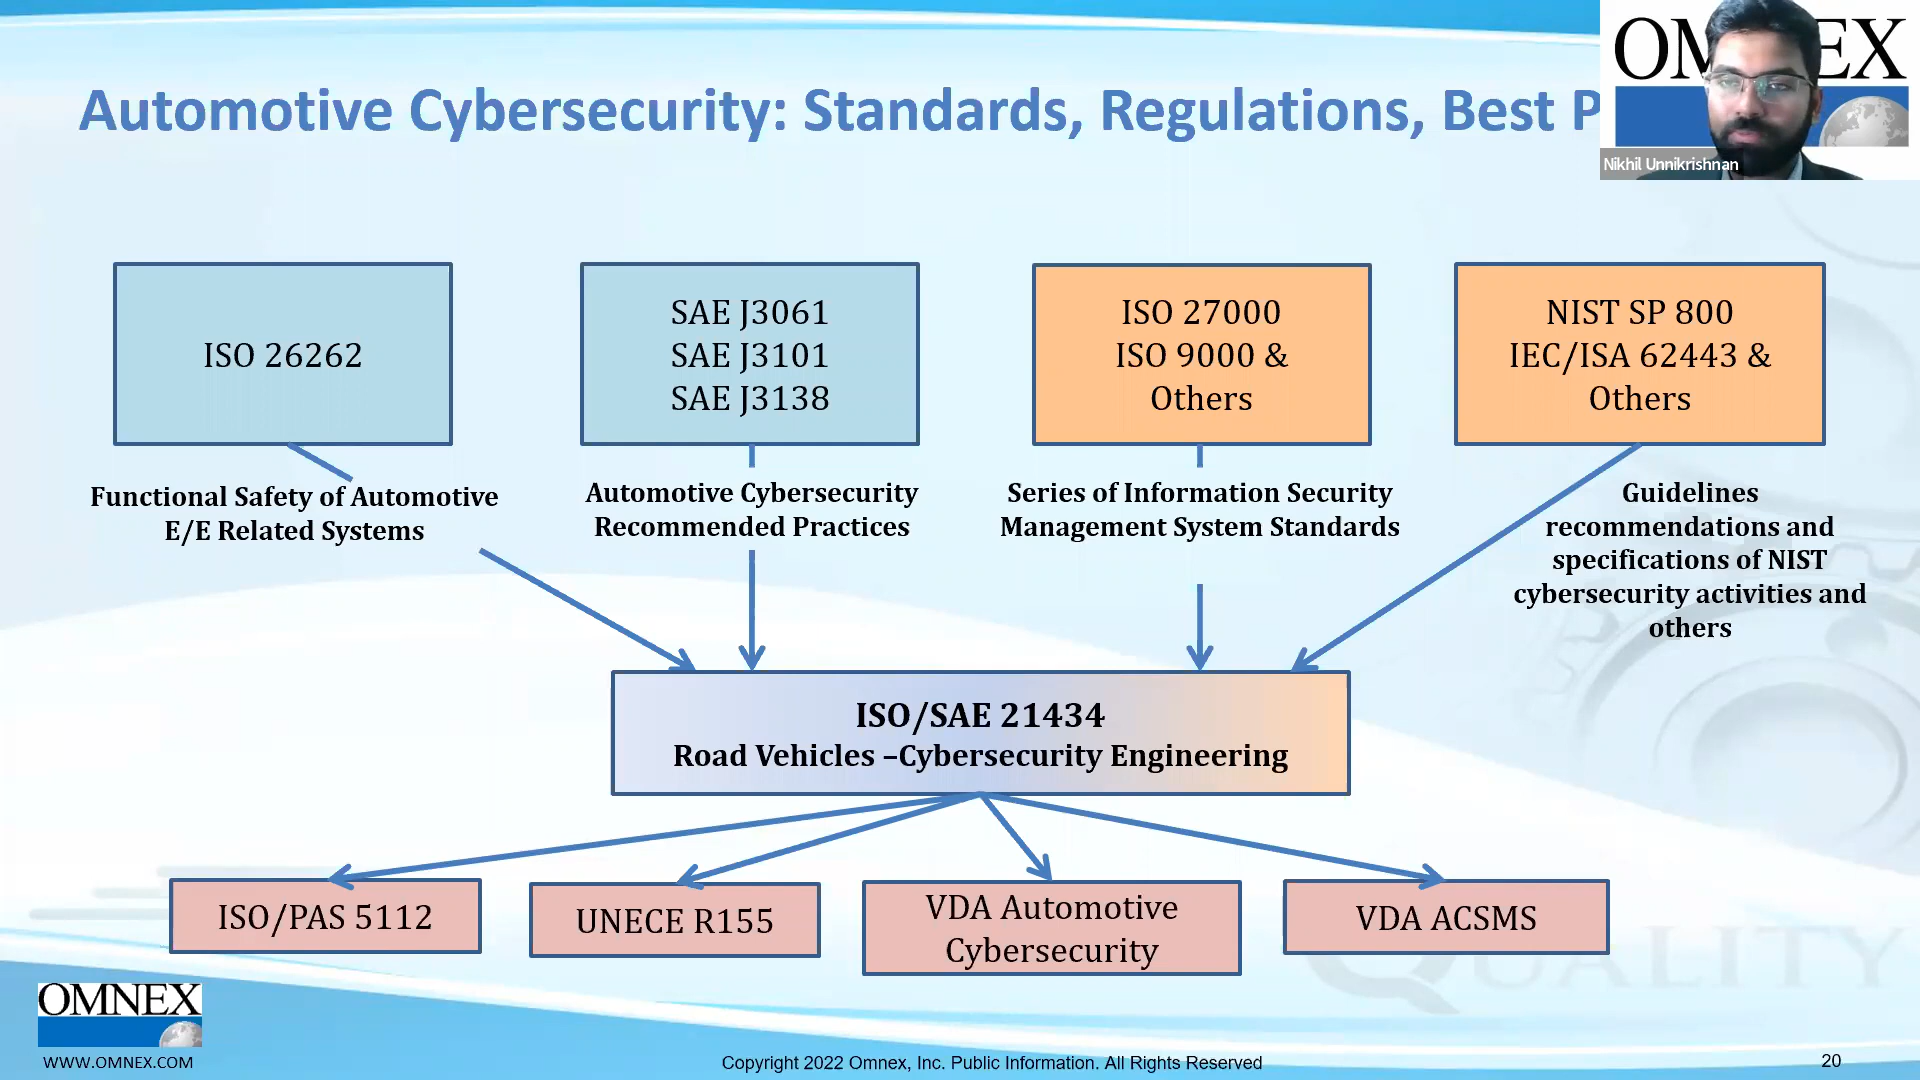 Automotive Cybersecurity: Standards, Regulations, Best P
OMNEX
Nikhil Unnikrishnan
ISO 26262
SAE J3061
SAE J3101
SAE J3138
ISO 27000
ISO 9000 &
Others
NIST SP 800
IEC/ISA 62443 &
Others
Functional Safety of Automotive
E/E Related Systems
Automotive Cybersecurity
Recommended Practices
Series of Information Security
Management System Standards
Guidelines
recommendations and
specifications of NIST
cybersecurity activities and
others
ISO/SAE 21434
Road Vehicles –Cybersecurity Engineering
ISO/PAS 5112
UNECE R155
VDA Automotive
Cybersecurity
VDA ACSMS
QUALITY
OMNEX
WWW.OMNEX.COM
Copyright 2022 Omnex, Inc. Public Information. All Rights Reserved
20